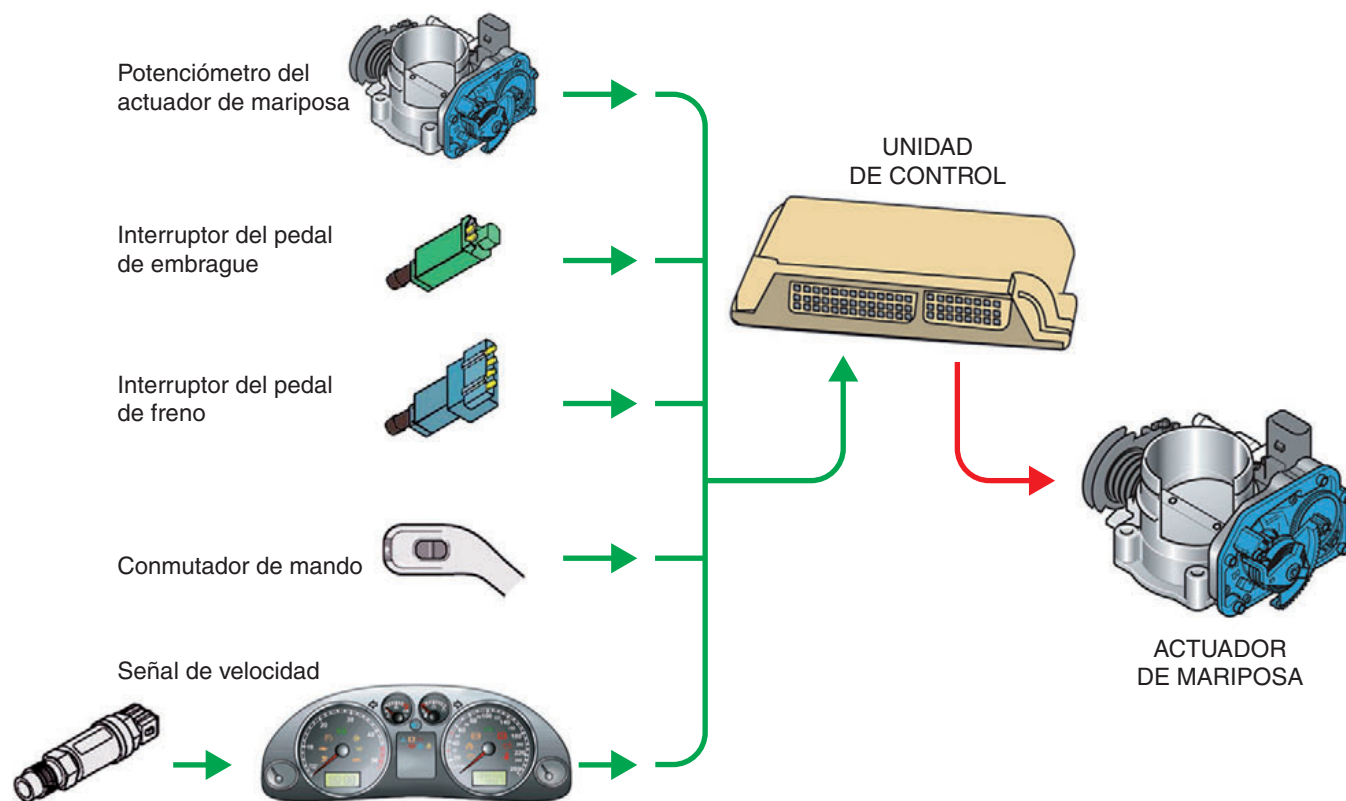 Potenciómetro del
actuador de mariposa
UNIDAD
DE CONTROL
Interruptor del pedal
de embrague
Interruptor del pedal
de freno
Conmutador de mando
Señal de velocidad
ACTUADOR
DE MARIPOSA